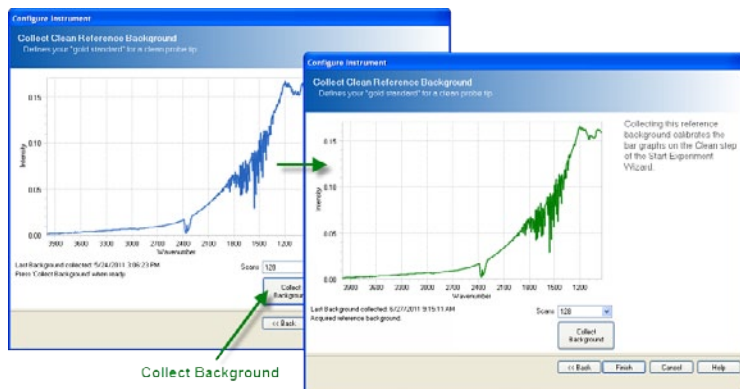 Configure Instrument
Collect Clean Reference Background
Defines your "gold standard" for a clean probe tip.
0.15
0.10
0.05
0.00
Intensity
3900 3600 3000 2700 2400 2100 1800 1500 1200
Wavenumber
Last Background collected: 5/24/2011 3:06:23 PM
Press 'Collect Background' when ready.
Scans 128
Collect
Background
<< Back
Collect Background
Configure Instrument
Collect Clean Reference Background
Defines your "gold standard" for a clean probe tip.
Collecting this reference
background calibrates the
bar graphs on the Clean step
of the Start Experiment
Wizard.
0.15
0.10
0.05
0.00
Intensity
3900 3600 3300 3000 2700 2400 2100 1800 1500 1200
Wavenumber
Last Background collected: 6/27/2011 9:15:11 AM
Acquired reference background.
Scans 128
Collect
Background
<< Back Finish Cancel Help